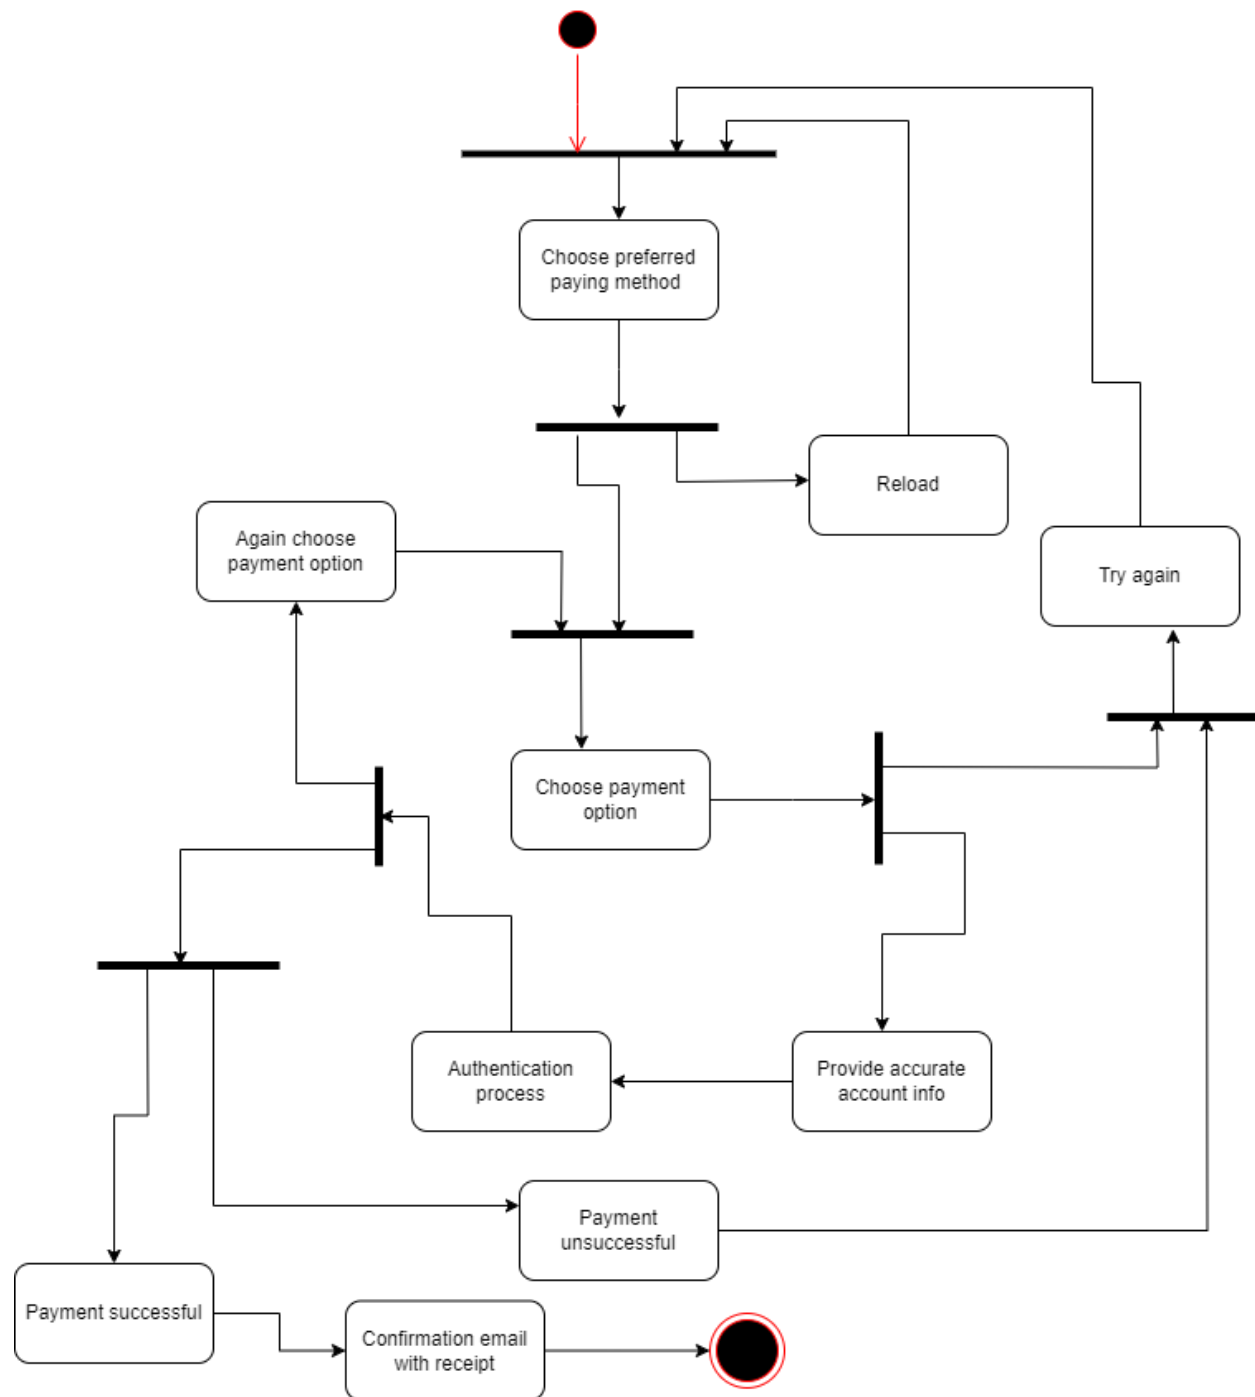 Choose preferred
paying method
Reload
Again choose
payment option
Try again
Choose payment
option
Authentication
process
Provide accurate
account info
Payment
unsuccessful
Payment successful
Confirmation email
with receipt